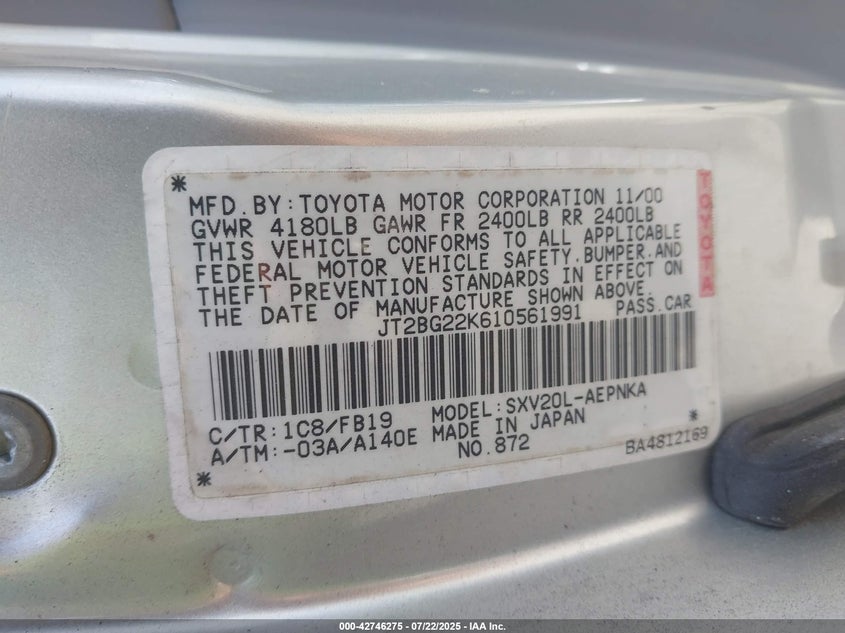 MFD. BY: TOYOTA MOTOR CORPORATION 11/00
GVWR 4180LB GAWR FR 2400LB RR 2400LB
THIS VEHICLE CONFORMS TO ALL APPLICABLE
FEDERAL MOTOR VEHICLE SAFETY, BUMPER, AND
THEFT PREVENTION STANDARDS IN EFFECT ON
THE DATE OF MANUFACTURE SHOWN ABOVE.
JT2BG22K610561991 PASS. CAR
TOYOTA
C/TR: 1C8/FB19 MODEL: SXV20L-AEPNKA
A/TM: -03A/A140E MADE IN JAPAN
NO. 872
BA4812169
000-42746275 - 07/22/2025 - IAA Inc.